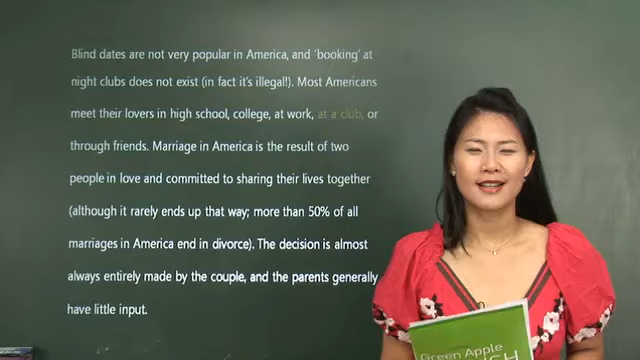 Blind dates are not very popular in America, and ‘booking’ at
night clubs does not exist (in fact it's illegal!). Most Americans
meet their lovers in high school, college, at work, at a club, or
through friends. Marriage in America is the result of two
people in love and committed to sharing their lives together
(although it rarely ends up that way; more than 50% of all
marriages in America end in divorce). The decision is almost
always entirely made by the couple, and the parents generally
have little input.
Green Apple